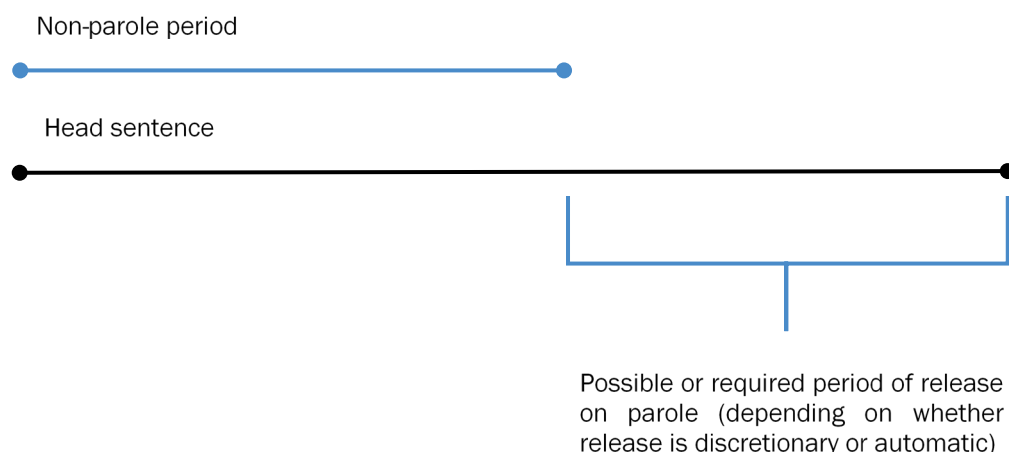 Non-parole period
Head sentence
Possible or required period of release
on parole (depending on whether
release is discretionary or automatic)